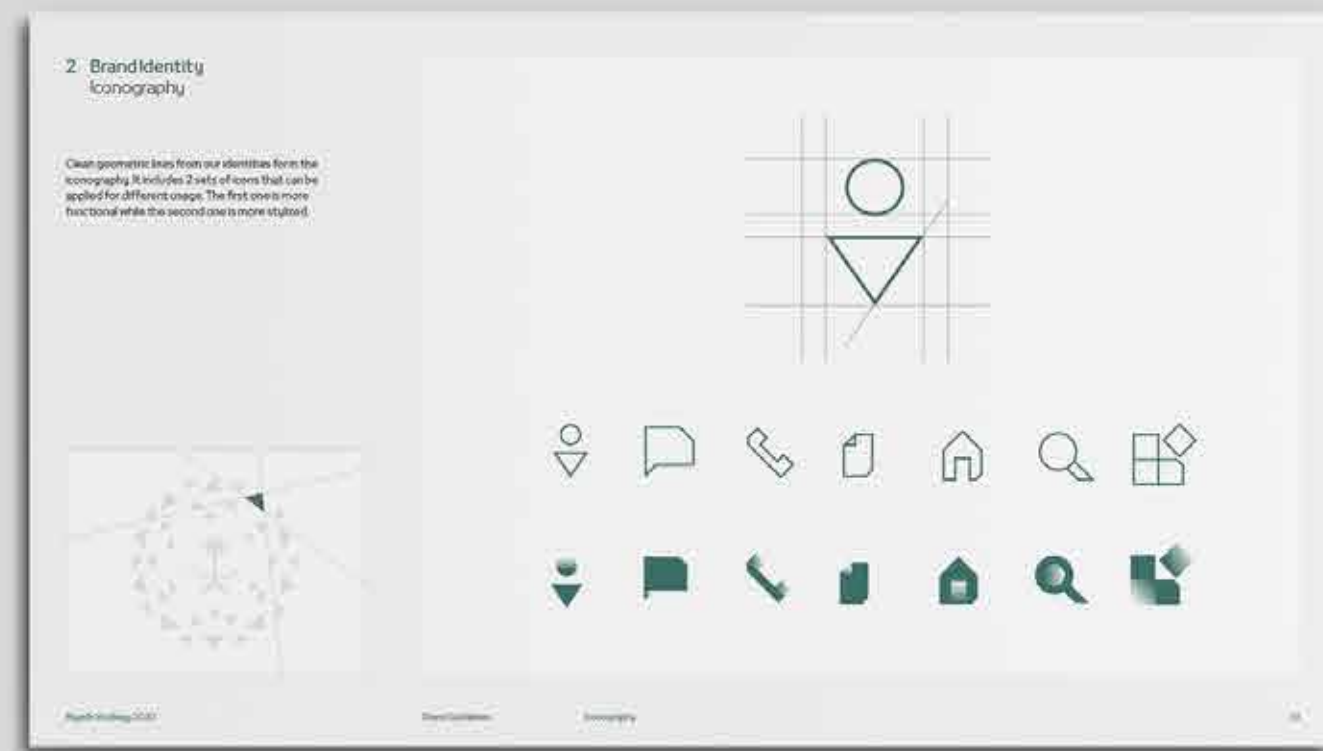 2 Brand Identity
Iconography
Clean geometric lines from our identities form the
iconography. It includes 2 sets of icons that can be
applied for different usage. The first one is more
functional while the second one is more stylized.
Iconography